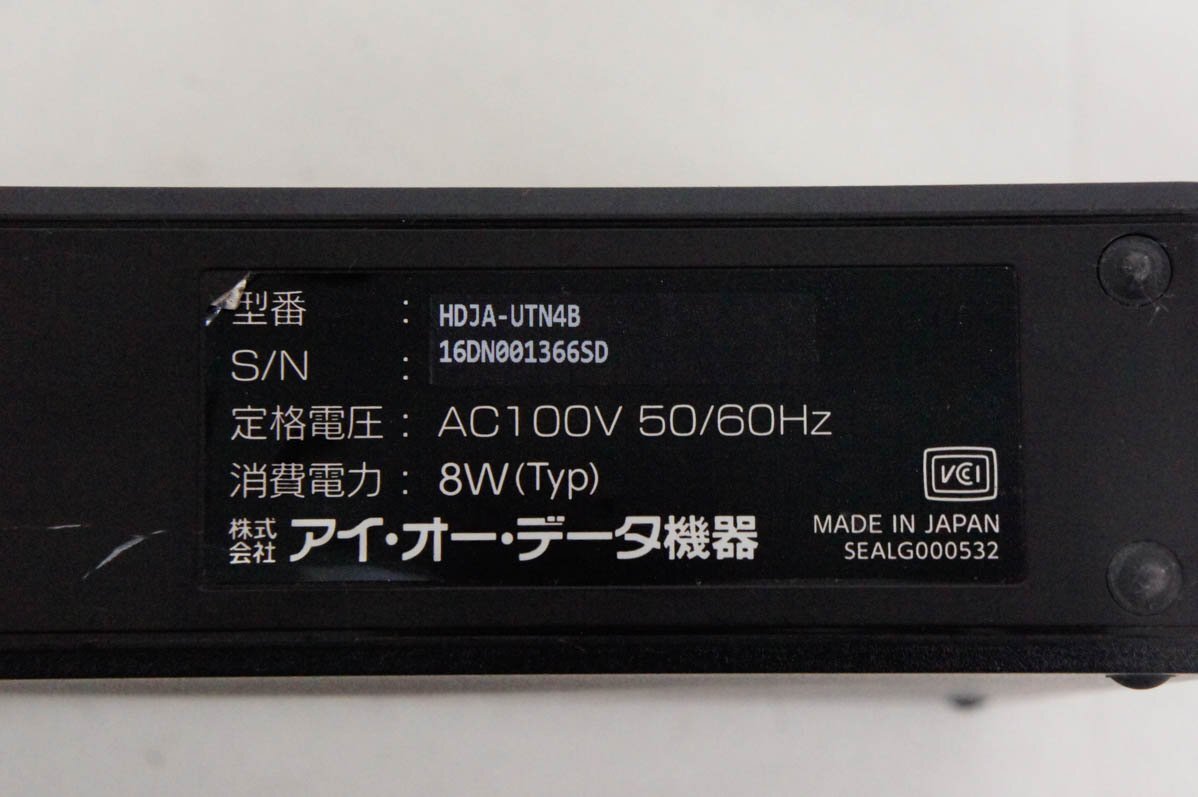 型番 : HDJA-UTN4B
S/N : 16DN001366SD
定格電圧 : AC100V 50/60Hz
消費電力 : 8W(Typ)
VCI
株式会社 アイ・オー・データ機器
MADE IN JAPAN
SEALG000532